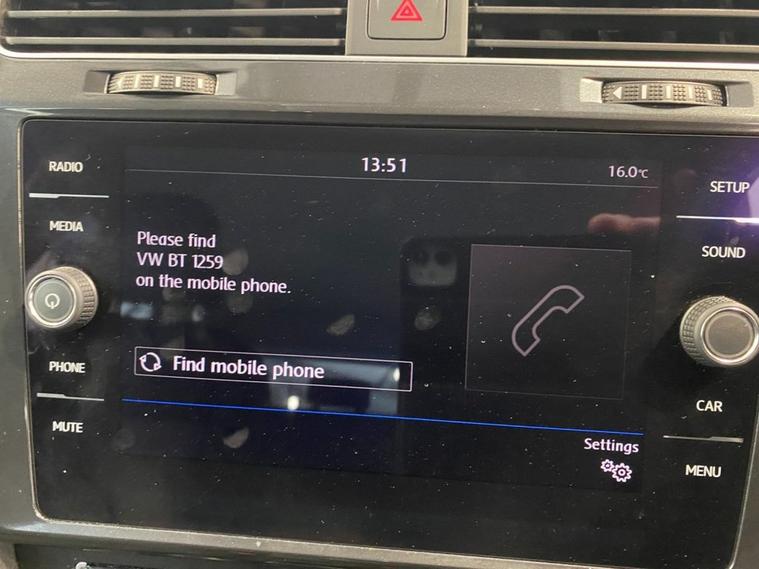 RADIO
MEDIA
PHONE
MUTE
13:51
16.0°C
Please find
VW BT 1259
on the mobile phone.
Find mobile phone
Settings
SETUP
SOUND
CAR
MENU